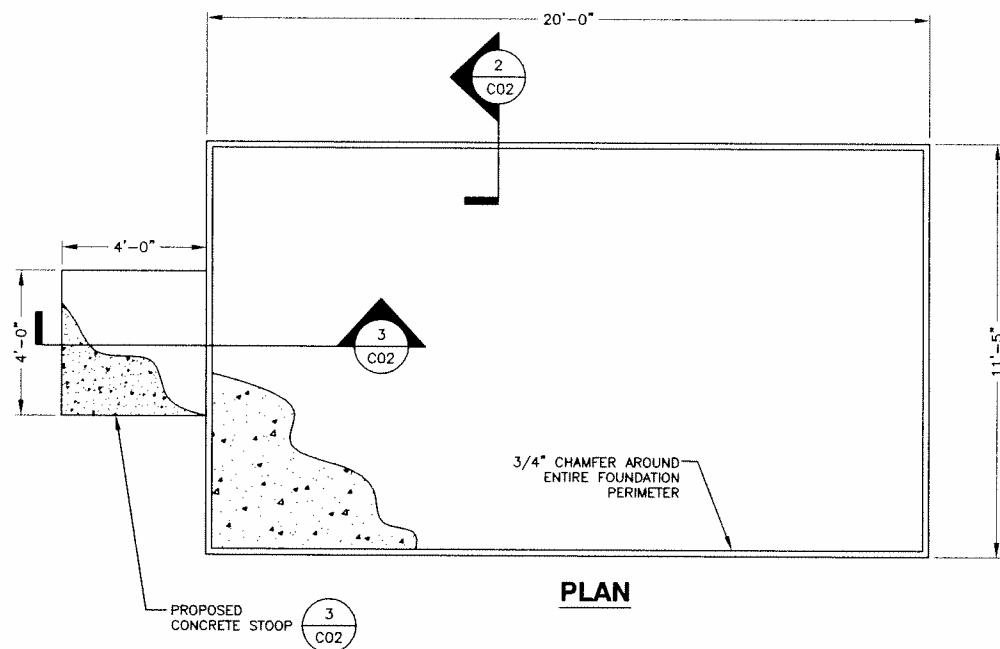 20'-0"
2
C02
4'-0"
4'-0"
3
C02
11'-5"
3/4" CHAMFER AROUND
ENTIRE FOUNDATION
PERIMETER
PLAN
PROPOSED
CONCRETE STOOP
3
C02